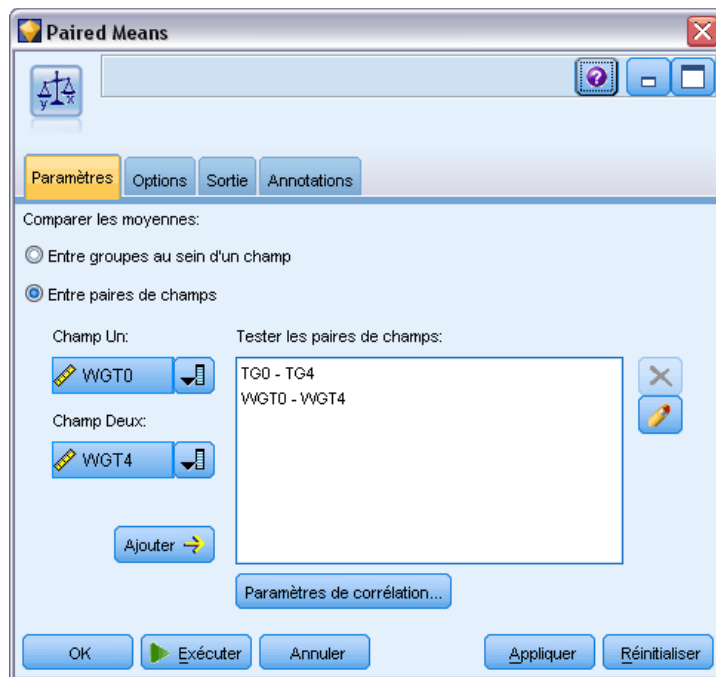 Paired Means
y x
Paramètres Options Sortie Annotations
Comparer les moyennes:
Entre groupes au sein d'un champ
Entre paires de champs
Champ Un:
WGT0
Champ Deux:
WGT4
Ajouter
Tester les paires de champs:
TG0 - TG4
WGT0 - WGT4
Paramètres de corrélation...
OK Exécuter Annuler Appliquer Réinitialiser